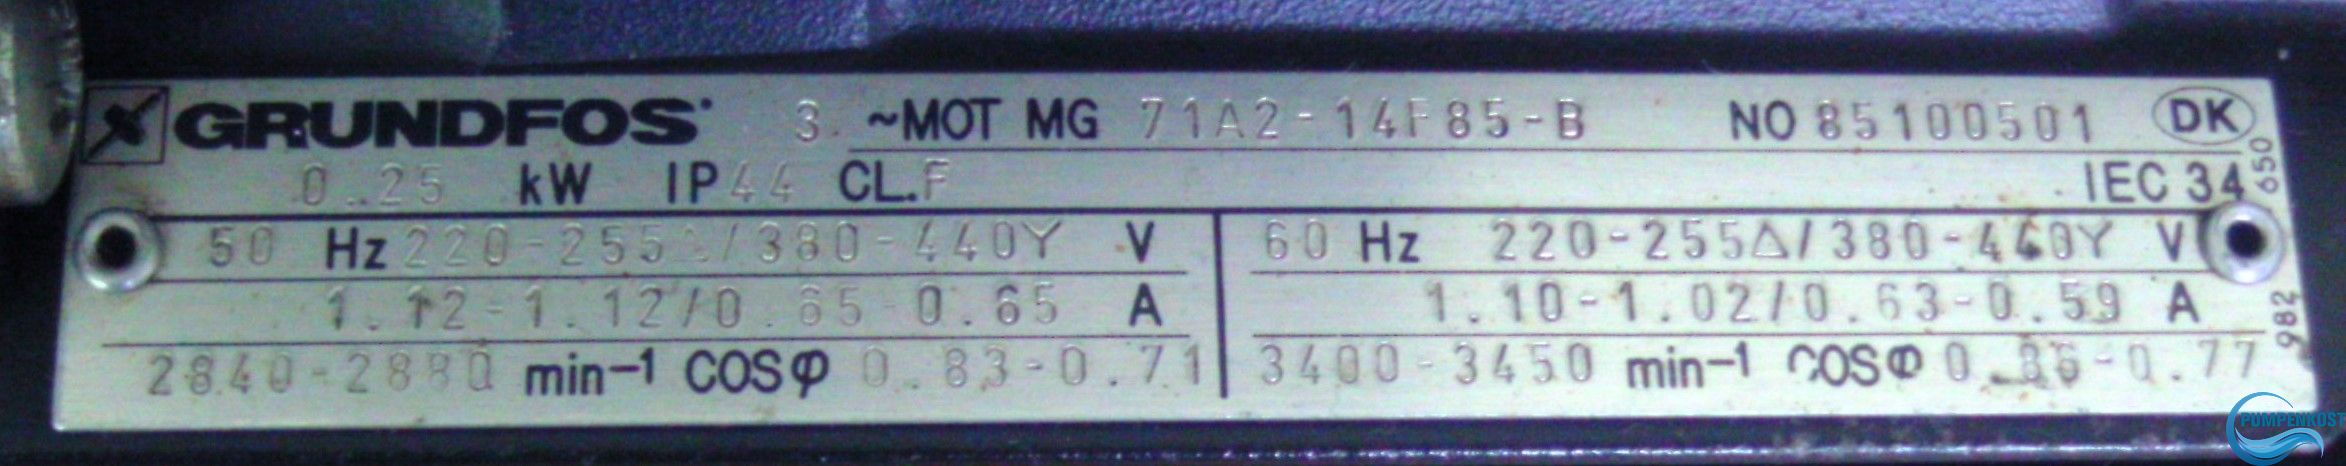 GRUNDFOS 3 ~MOT MG 71A2-14F85-B NO 85100501 DK
0.25 kW IP44 CL.F IEC 34
50 Hz 220-255Δ/380-440Y V
1.12-1.12/0.65-0.65 A
2840-2880 min-1 COSφ 0.83-0.71
60 Hz 220-255Δ/380-440Y V
1.10-1.02/0.63-0.59 A
3400-3450 min-1 COSφ 0.86-0.77
982 650
PUMPENKOST